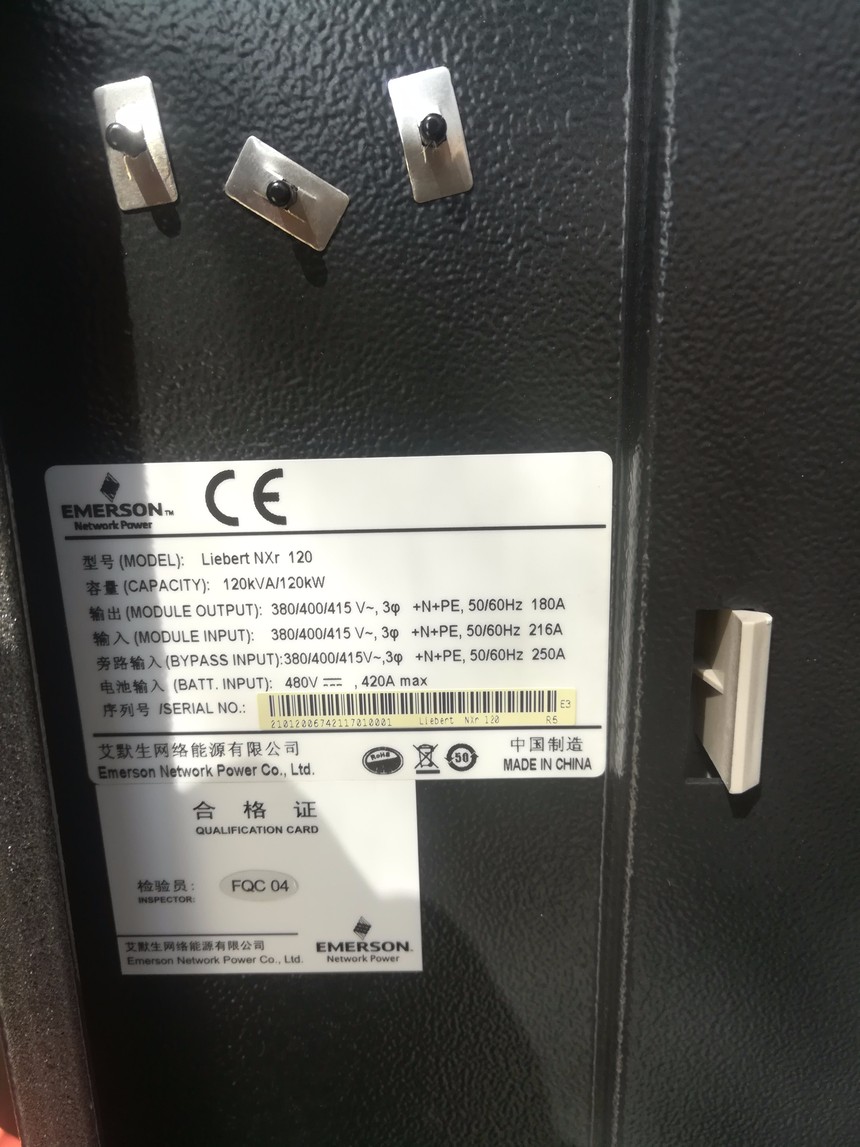 EMERSON™
Network Power
CE
型号 (MODEL): Liebert NXr 120
容量 (CAPACITY): 120kVA/120kW
输出 (MODULE OUTPUT): 380/400/415 V~, 3φ +N+PE, 50/60Hz 180A
输入 (MODULE INPUT): 380/400/415 V~, 3φ +N+PE, 50/60Hz 216A
旁路输入 (BYPASS INPUT):380/400/415V~,3φ +N+PE, 50/60Hz 250A
电池输入 (BATT. INPUT): 480V ⎓ , 420A max
序列号 /SERIAL NO.: E3
21012006742117010001 Liebert NXr 120 R6
艾默生网络能源有限公司
Emerson Network Power Co., Ltd.
RoHS
50
中国制造
MADE IN CHINA
合格证
QUALIFICATION CARD
检验员:
INSPECTOR:
FQC 04
艾默生网络能源有限公司
Emerson Network Power Co., Ltd.
EMERSON.
Network Power